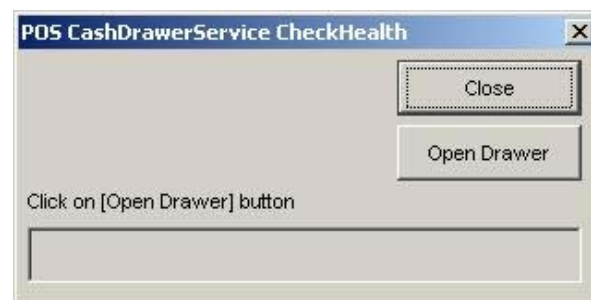 POS CashDrawerService CheckHealth
Close
Open Drawer
Click on [Open Drawer] button